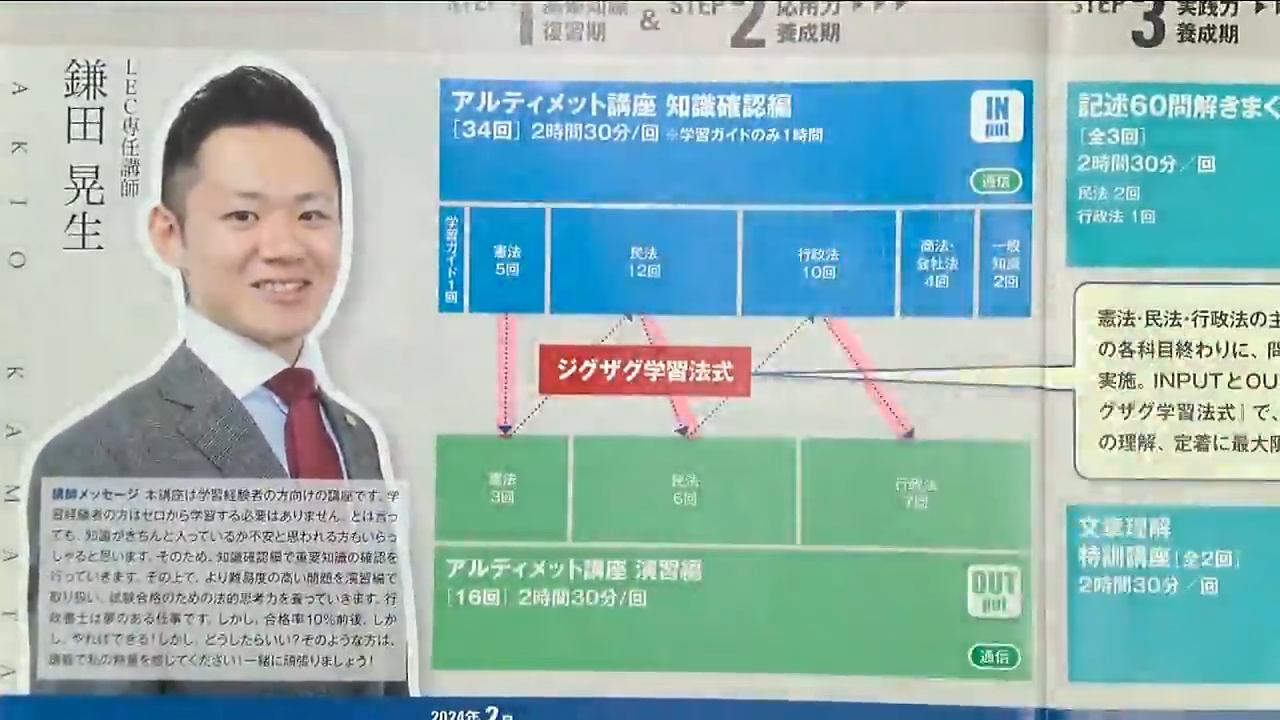 STEP 1 基礎知識復習期 & STEP 2 応用力養成期
STEP 3 実践力養成期
LEC専任講師
鎌田 晃生
AKIO KAMATA
アルティメット講座 知識確認編
[34回] 2時間30分/回 ※学習ガイドのみ1時間
IN put
通信
学習ガイド1回
憲法
5回
民法
12回
行政法
10回
商法・
会社法
4回
一般
知識
2回
ジグザグ学習法式
憲法
3回
民法
6回
行政法
7回
アルティメット講座 演習編
[16回] 2時間30分/回
OUT put
通信
記述60問解きまく
[全3回]
2時間30分/回
民法 2回
行政法 1回
憲法・民法・行政法の主
の各科目終わりに、問
実施。INPUTとOU
グザグ学習法式」で、
の理解、定着に最大限
文章理解
特訓講座[全2回]
2時間30分/回
講師メッセージ 本講座は学習経験者の方向けの講座です。学
習経験者の方はゼロから学習する必要はありません。とは言っ
ても、知識がきちんと入っているか不安と思われる方もいらっ
しゃると思います。そのため、知識確認編で重要知識の確認を
行っていきます。その上で、より難易度の高い問題を演習編で
取り扱い、試験合格のための法的思考力を養っていきます。行
政書士は夢のある仕事です。しかし、合格率10%前後。しか
し、やればできる!しかし、どうしたらいい?そのような方は、
講義で私の熱量を感じてください!一緒に頑張りましょう!
2024年2月